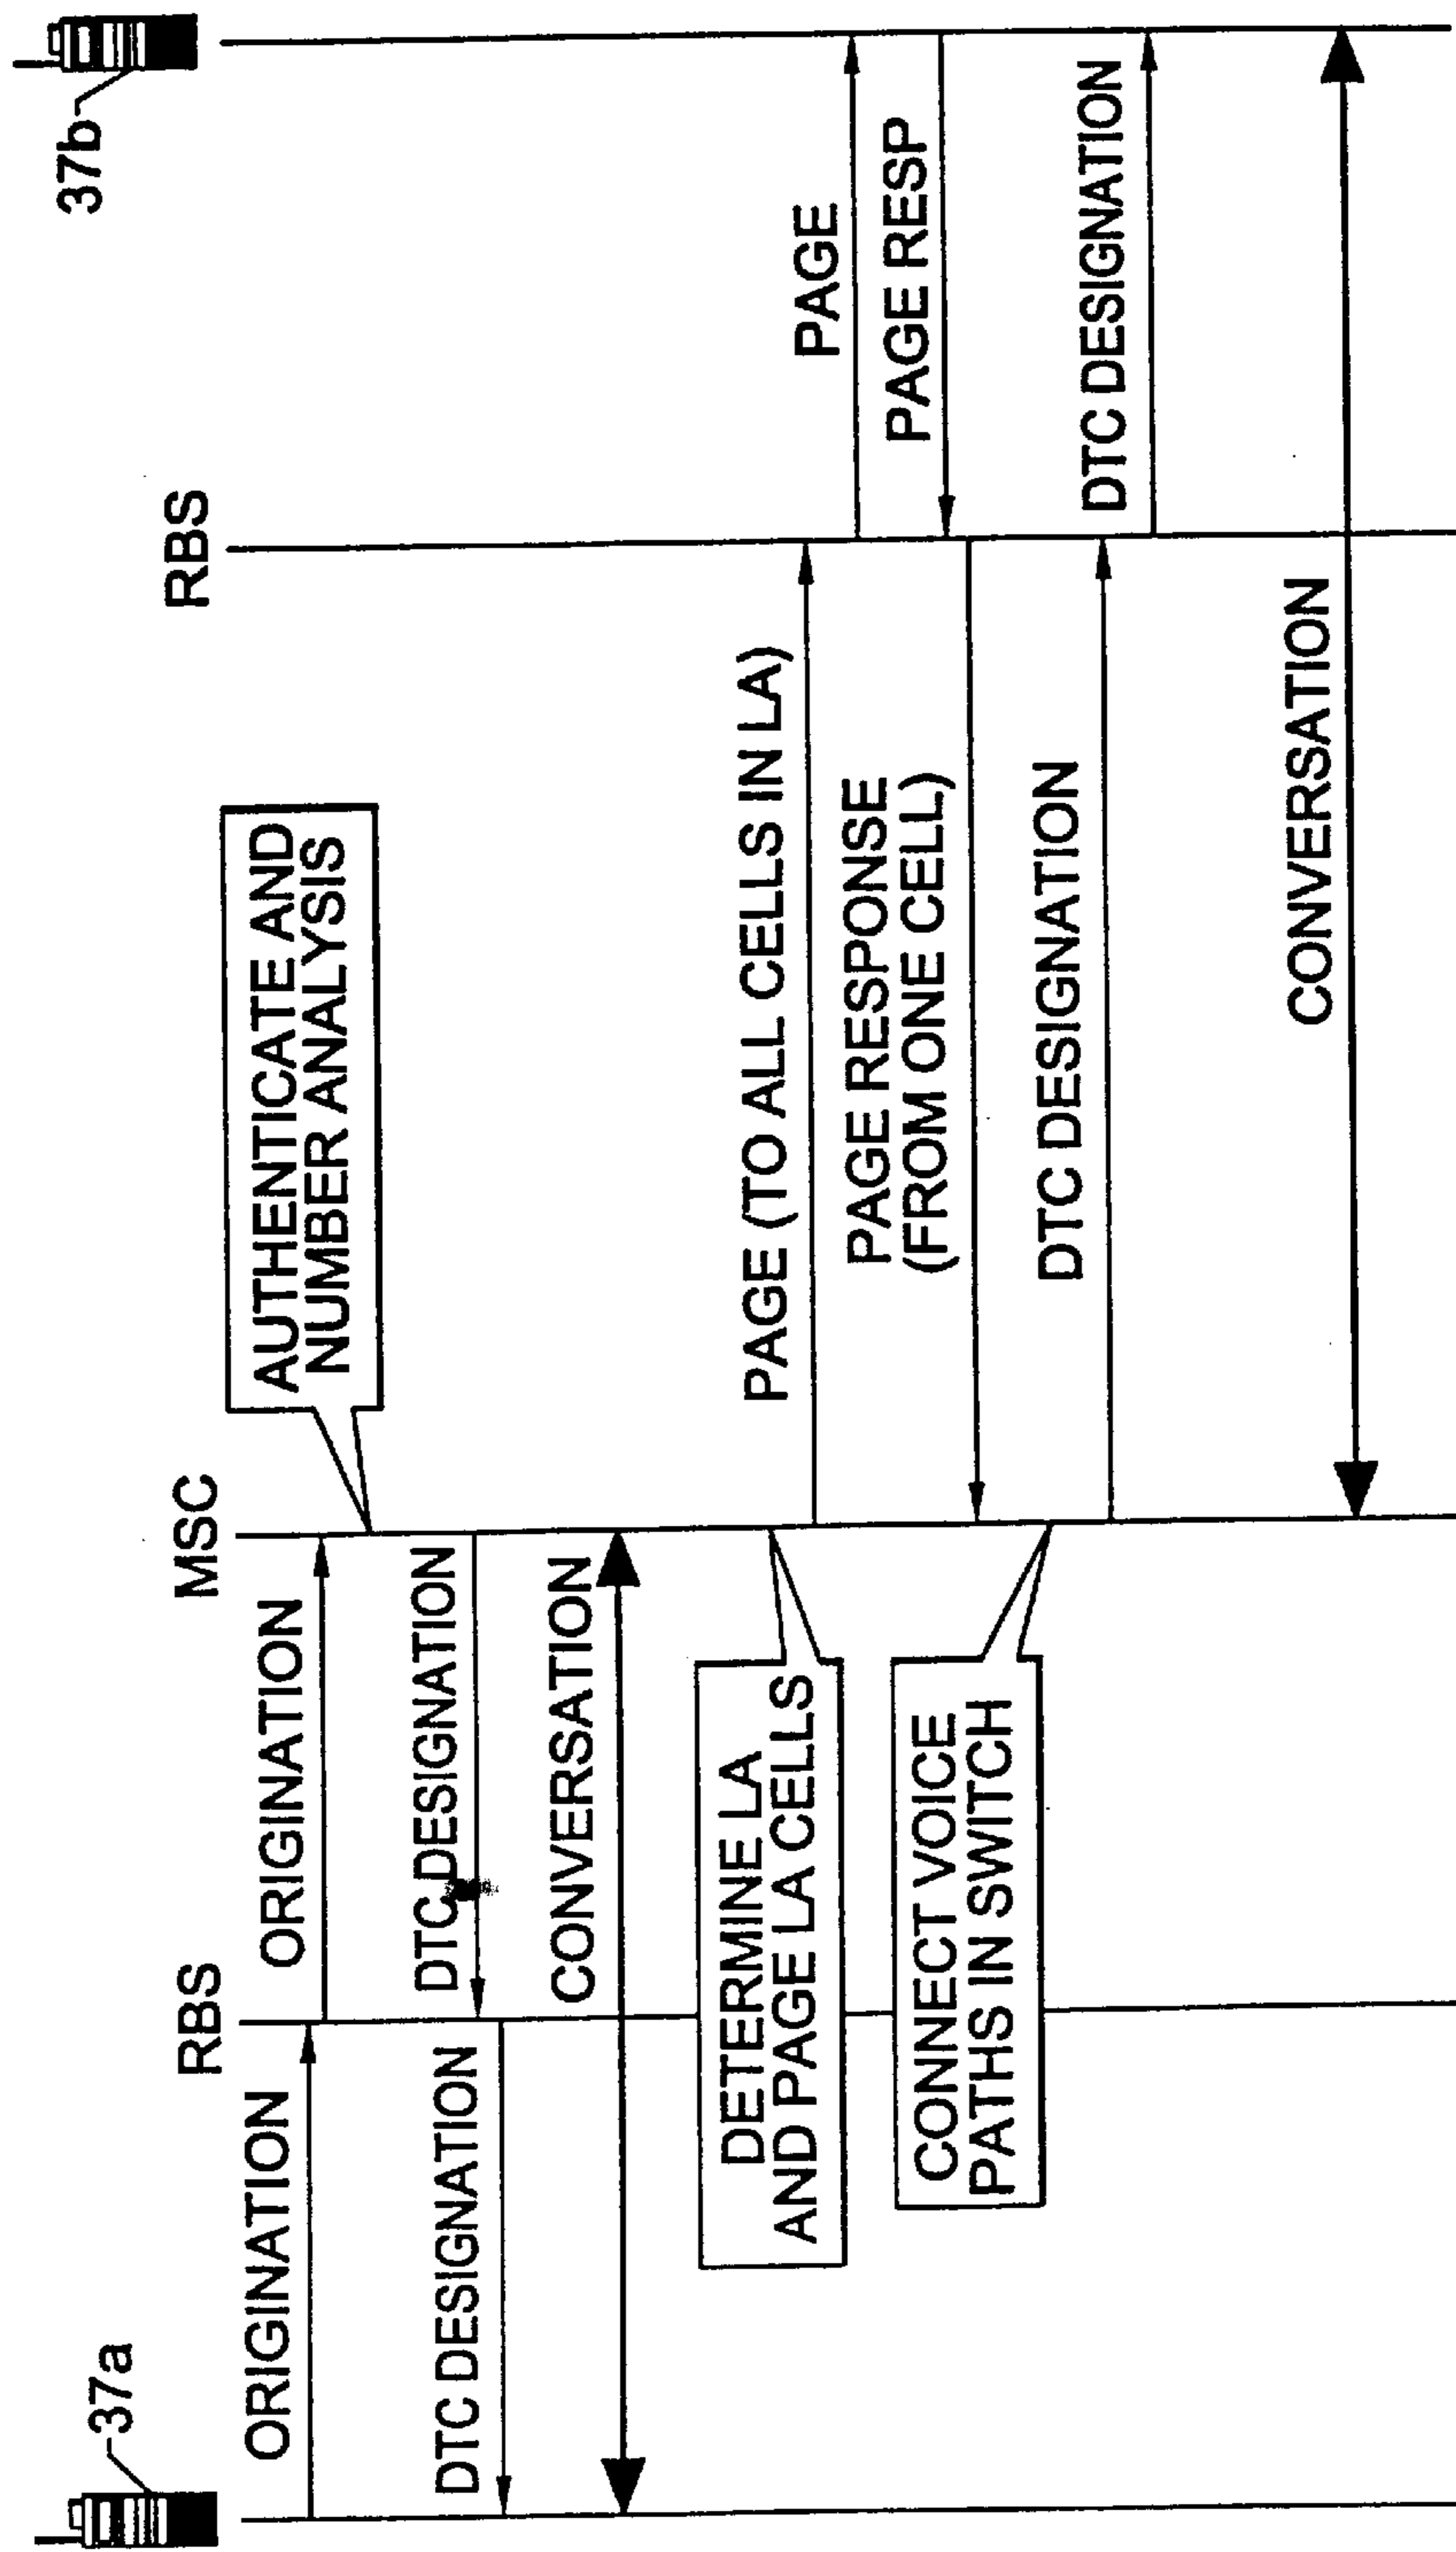 37a
37b
RBS
MSC
RBS
ORIGINATION
ORIGINATION
AUTHENTICATE AND
NUMBER ANALYSIS
DTC DESIGNATION
DTC DESIGNATION
CONVERSATION
DETERMINE LA
AND PAGE LA CELLS
PAGE (TO ALL CELLS IN LA)
PAGE
PAGE RESP
PAGE RESPONSE
(FROM ONE CELL)
CONNECT VOICE
PATHS IN SWITCH
DTC DESIGNATION
DTC DESIGNATION
CONVERSATION